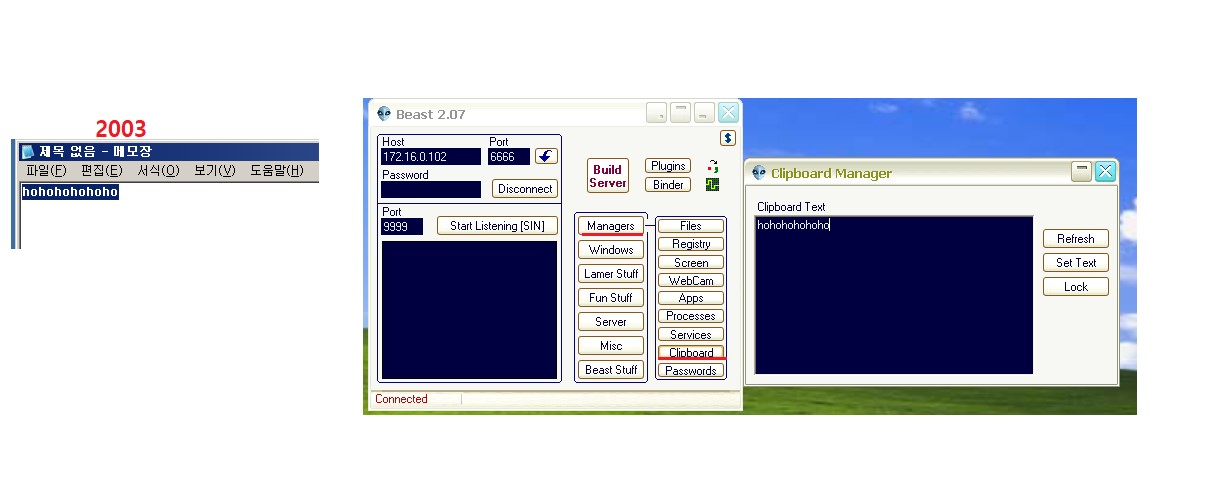 2003
제목 없음 - 메모장
파일(F) 편집(E) 서식(O) 보기(V) 도움말(H)
hohohohohoho
Beast 2.07
Host Port
172.16.0.102 6666
Password
Disconnect
Port
9999 Start Listening [SIN]
Build
Server
Plugins
Binder
$
Managers
Windows
Lamer Stuff
Fun Stuff
Server
Misc
Beast Stuff
Files
Registry
Screen
WebCam
Apps
Processes
Services
Clipboard
Passwords
Connected
Clipboard Manager
Clipboard Text
hohohohohoho
Refresh
Set Text
Lock